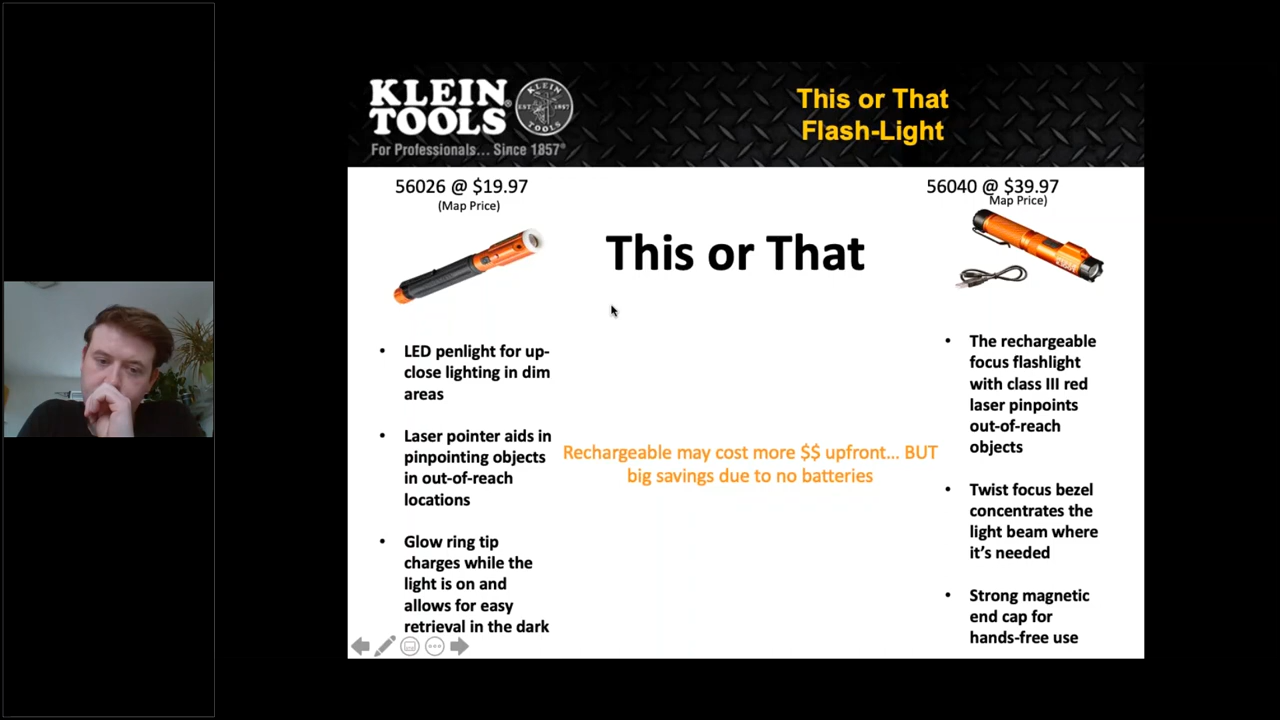 KLEIN
TOOLS®
KLEIN
EST. 1857
TOOLS
For Professionals... Since 1857®
This or That
Flash-Light
56026 @ $19.97
(Map Price)
This or That
56040 @ $39.97
Map Price)
• LED penlight for up-
close lighting in dim
areas
• Laser pointer aids in
pinpointing objects
in out-of-reach
locations
• Glow ring tip
charges while the
light is on and
allows for easy
retrieval in the dark
Rechargeable may cost more $$ upfront... BUT
big savings due to no batteries
• The rechargeable
focus flashlight
with class III red
laser pinpoints
out-of-reach
objects
• Twist focus bezel
concentrates the
light beam where
it’s needed
• Strong magnetic
end cap for
hands-free use